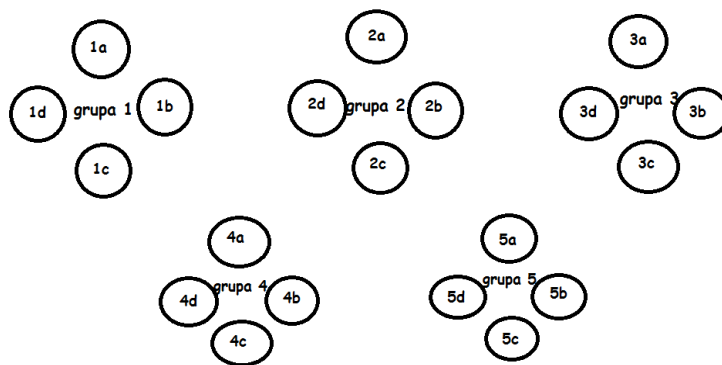 1a
1d
grupa 1
1b
1c
2a
2d
grupa 2
2b
2c
3a
3d
grupa 3
3b
3c
4a
4d
grupa 4
4b
4c
5a
5d
grupa 5
5b
5c